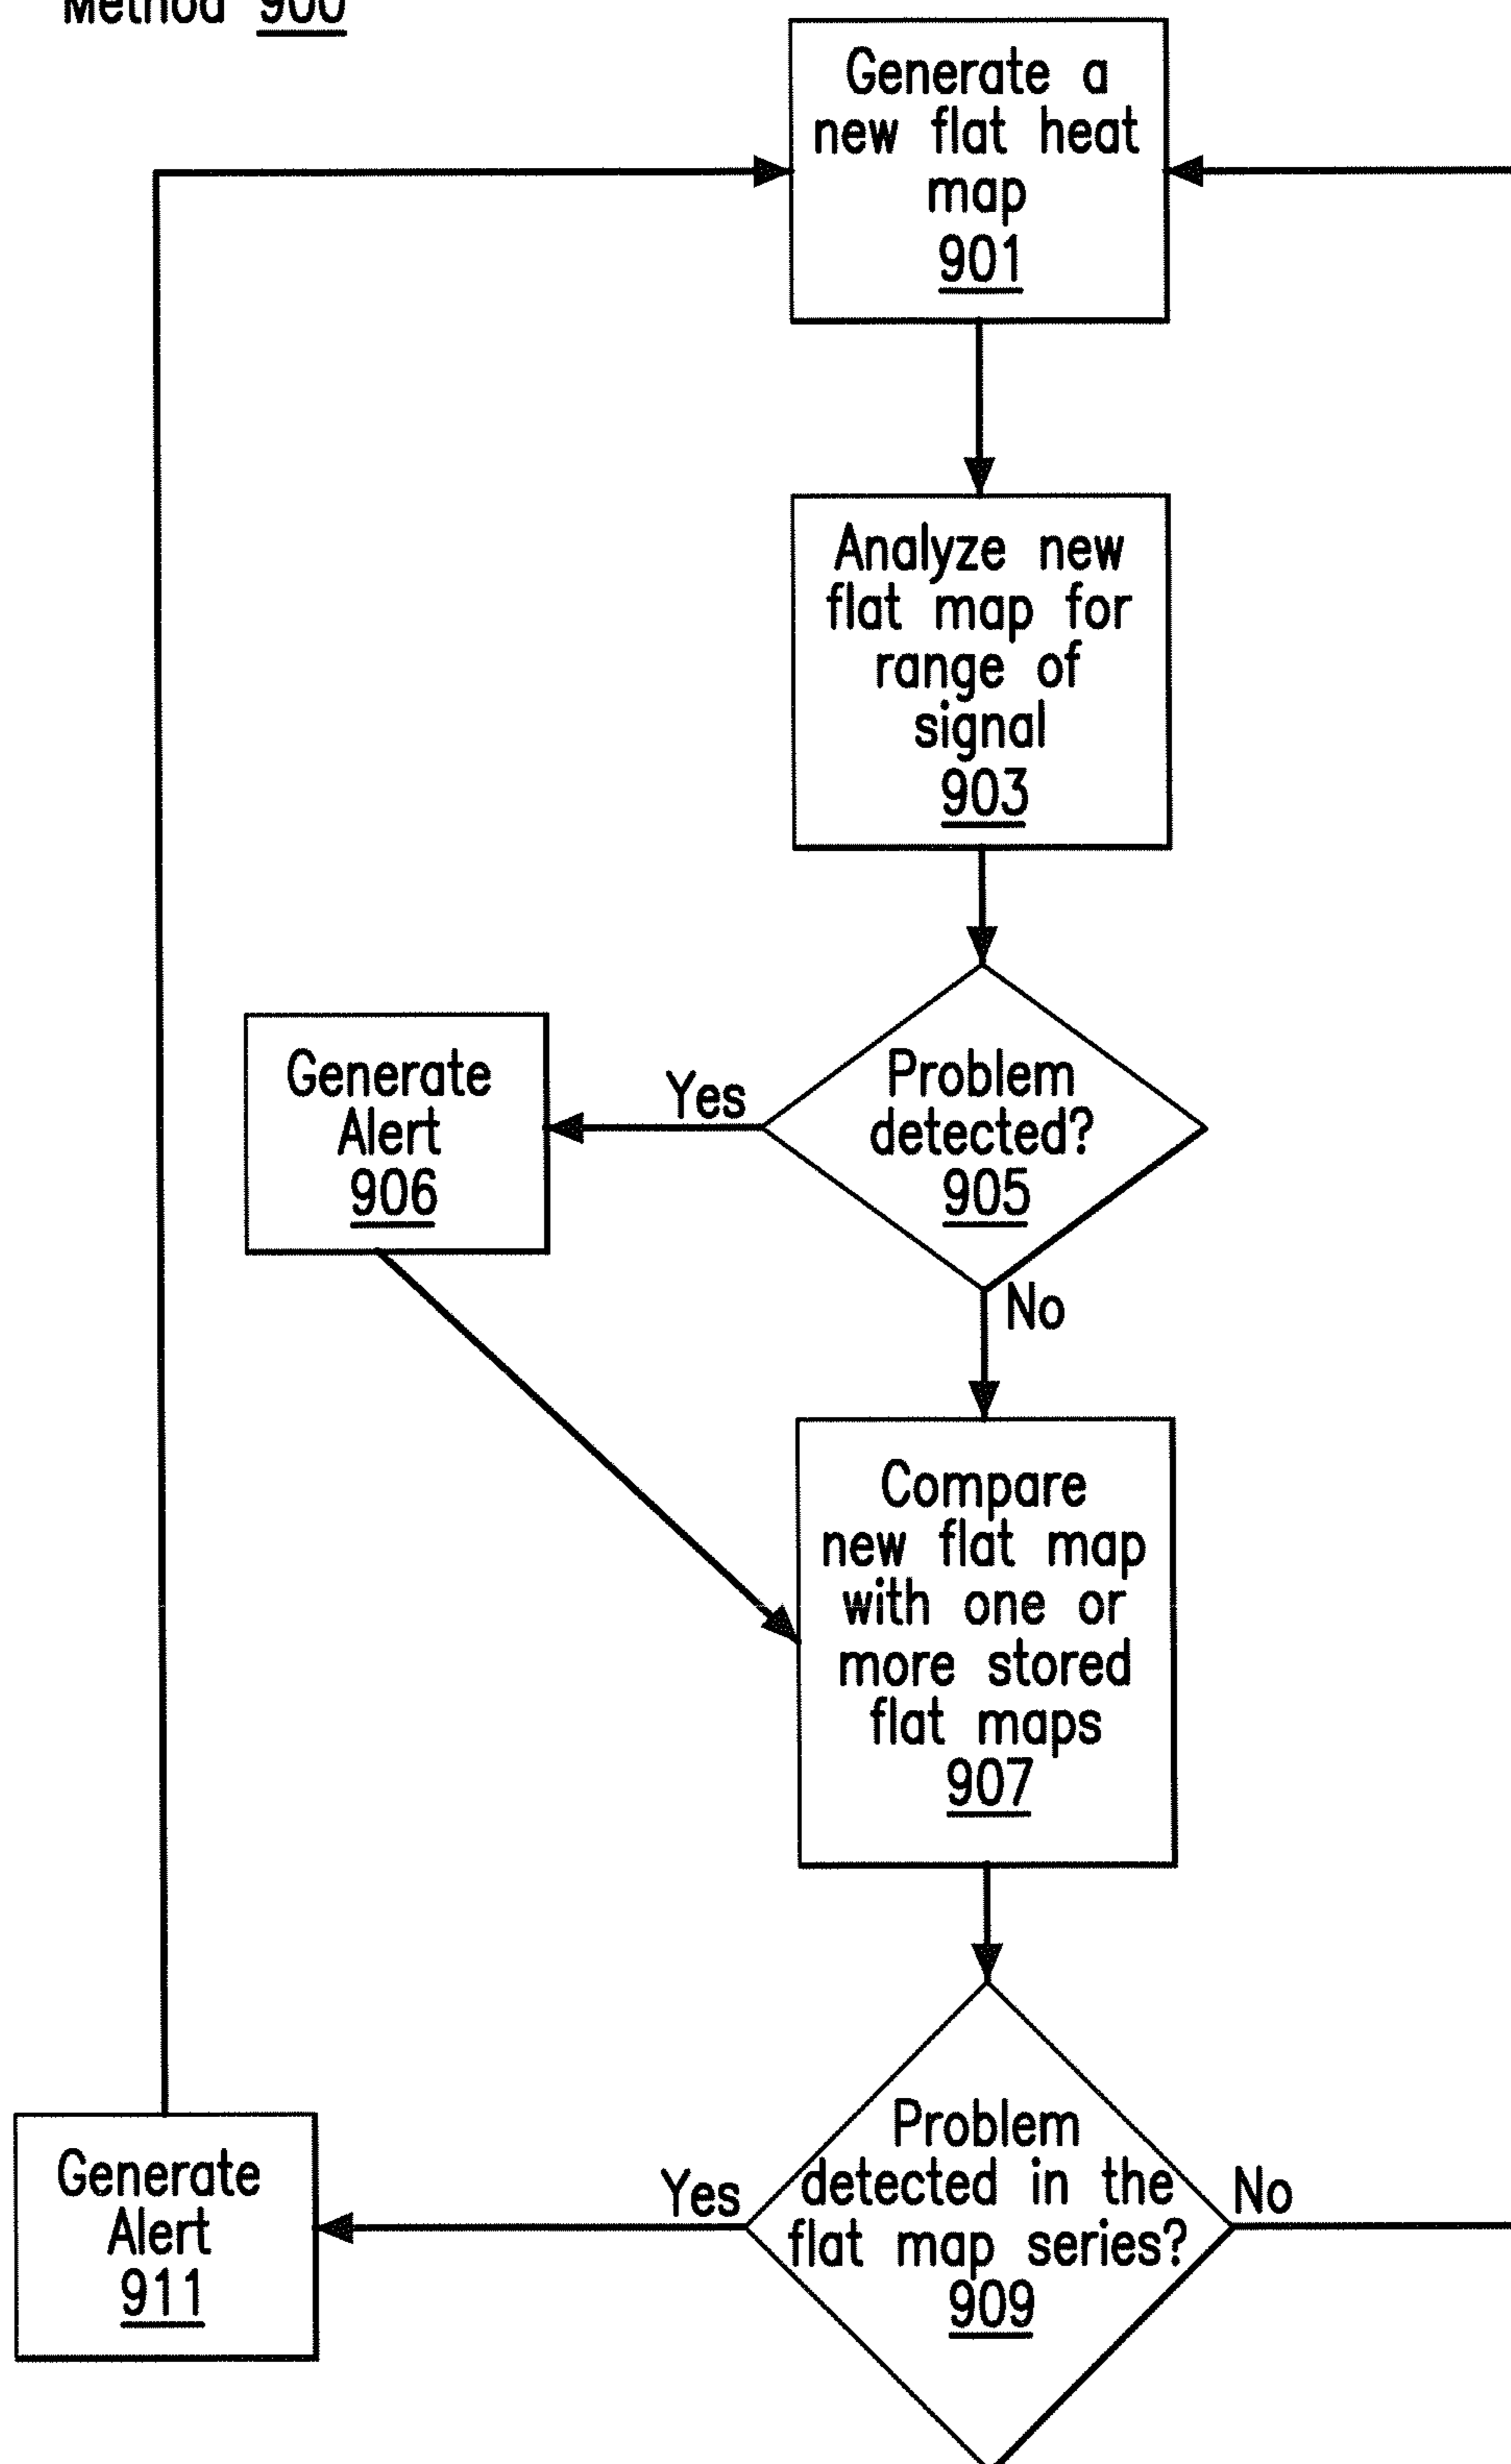 Method 900
Generate a
new flat heat
map
901
Analyze new
flat map for
range of
signal
903
Problem
detected?
905
Yes
Generate
Alert
906
No
Compare
new flat map
with one or
more stored
flat maps
907
Problem
detected in the
flat map series?
909
Yes
No
Generate
Alert
911